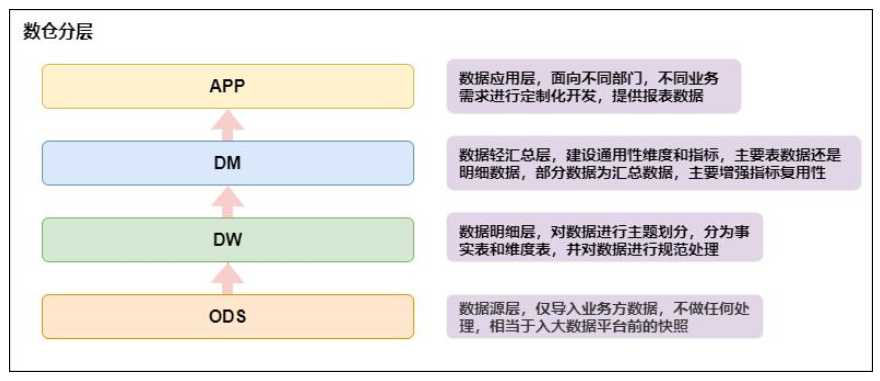 数仓分层
APP
数据应用层，面向不同部门，不同业务
需求进行定制化开发，提供报表数据
DM
数据轻汇总层，建设通用性维度和指标，主要表数据还是
明细数据，部分数据为汇总数据，主要增强指标复用性
DW
数据明细层，对数据进行主题划分，分为事
实表和维度表，并对数据进行规范处理
ODS
数据源层，仅导入业务方数据，不做任何处
理，相当于入大数据平台前的快照